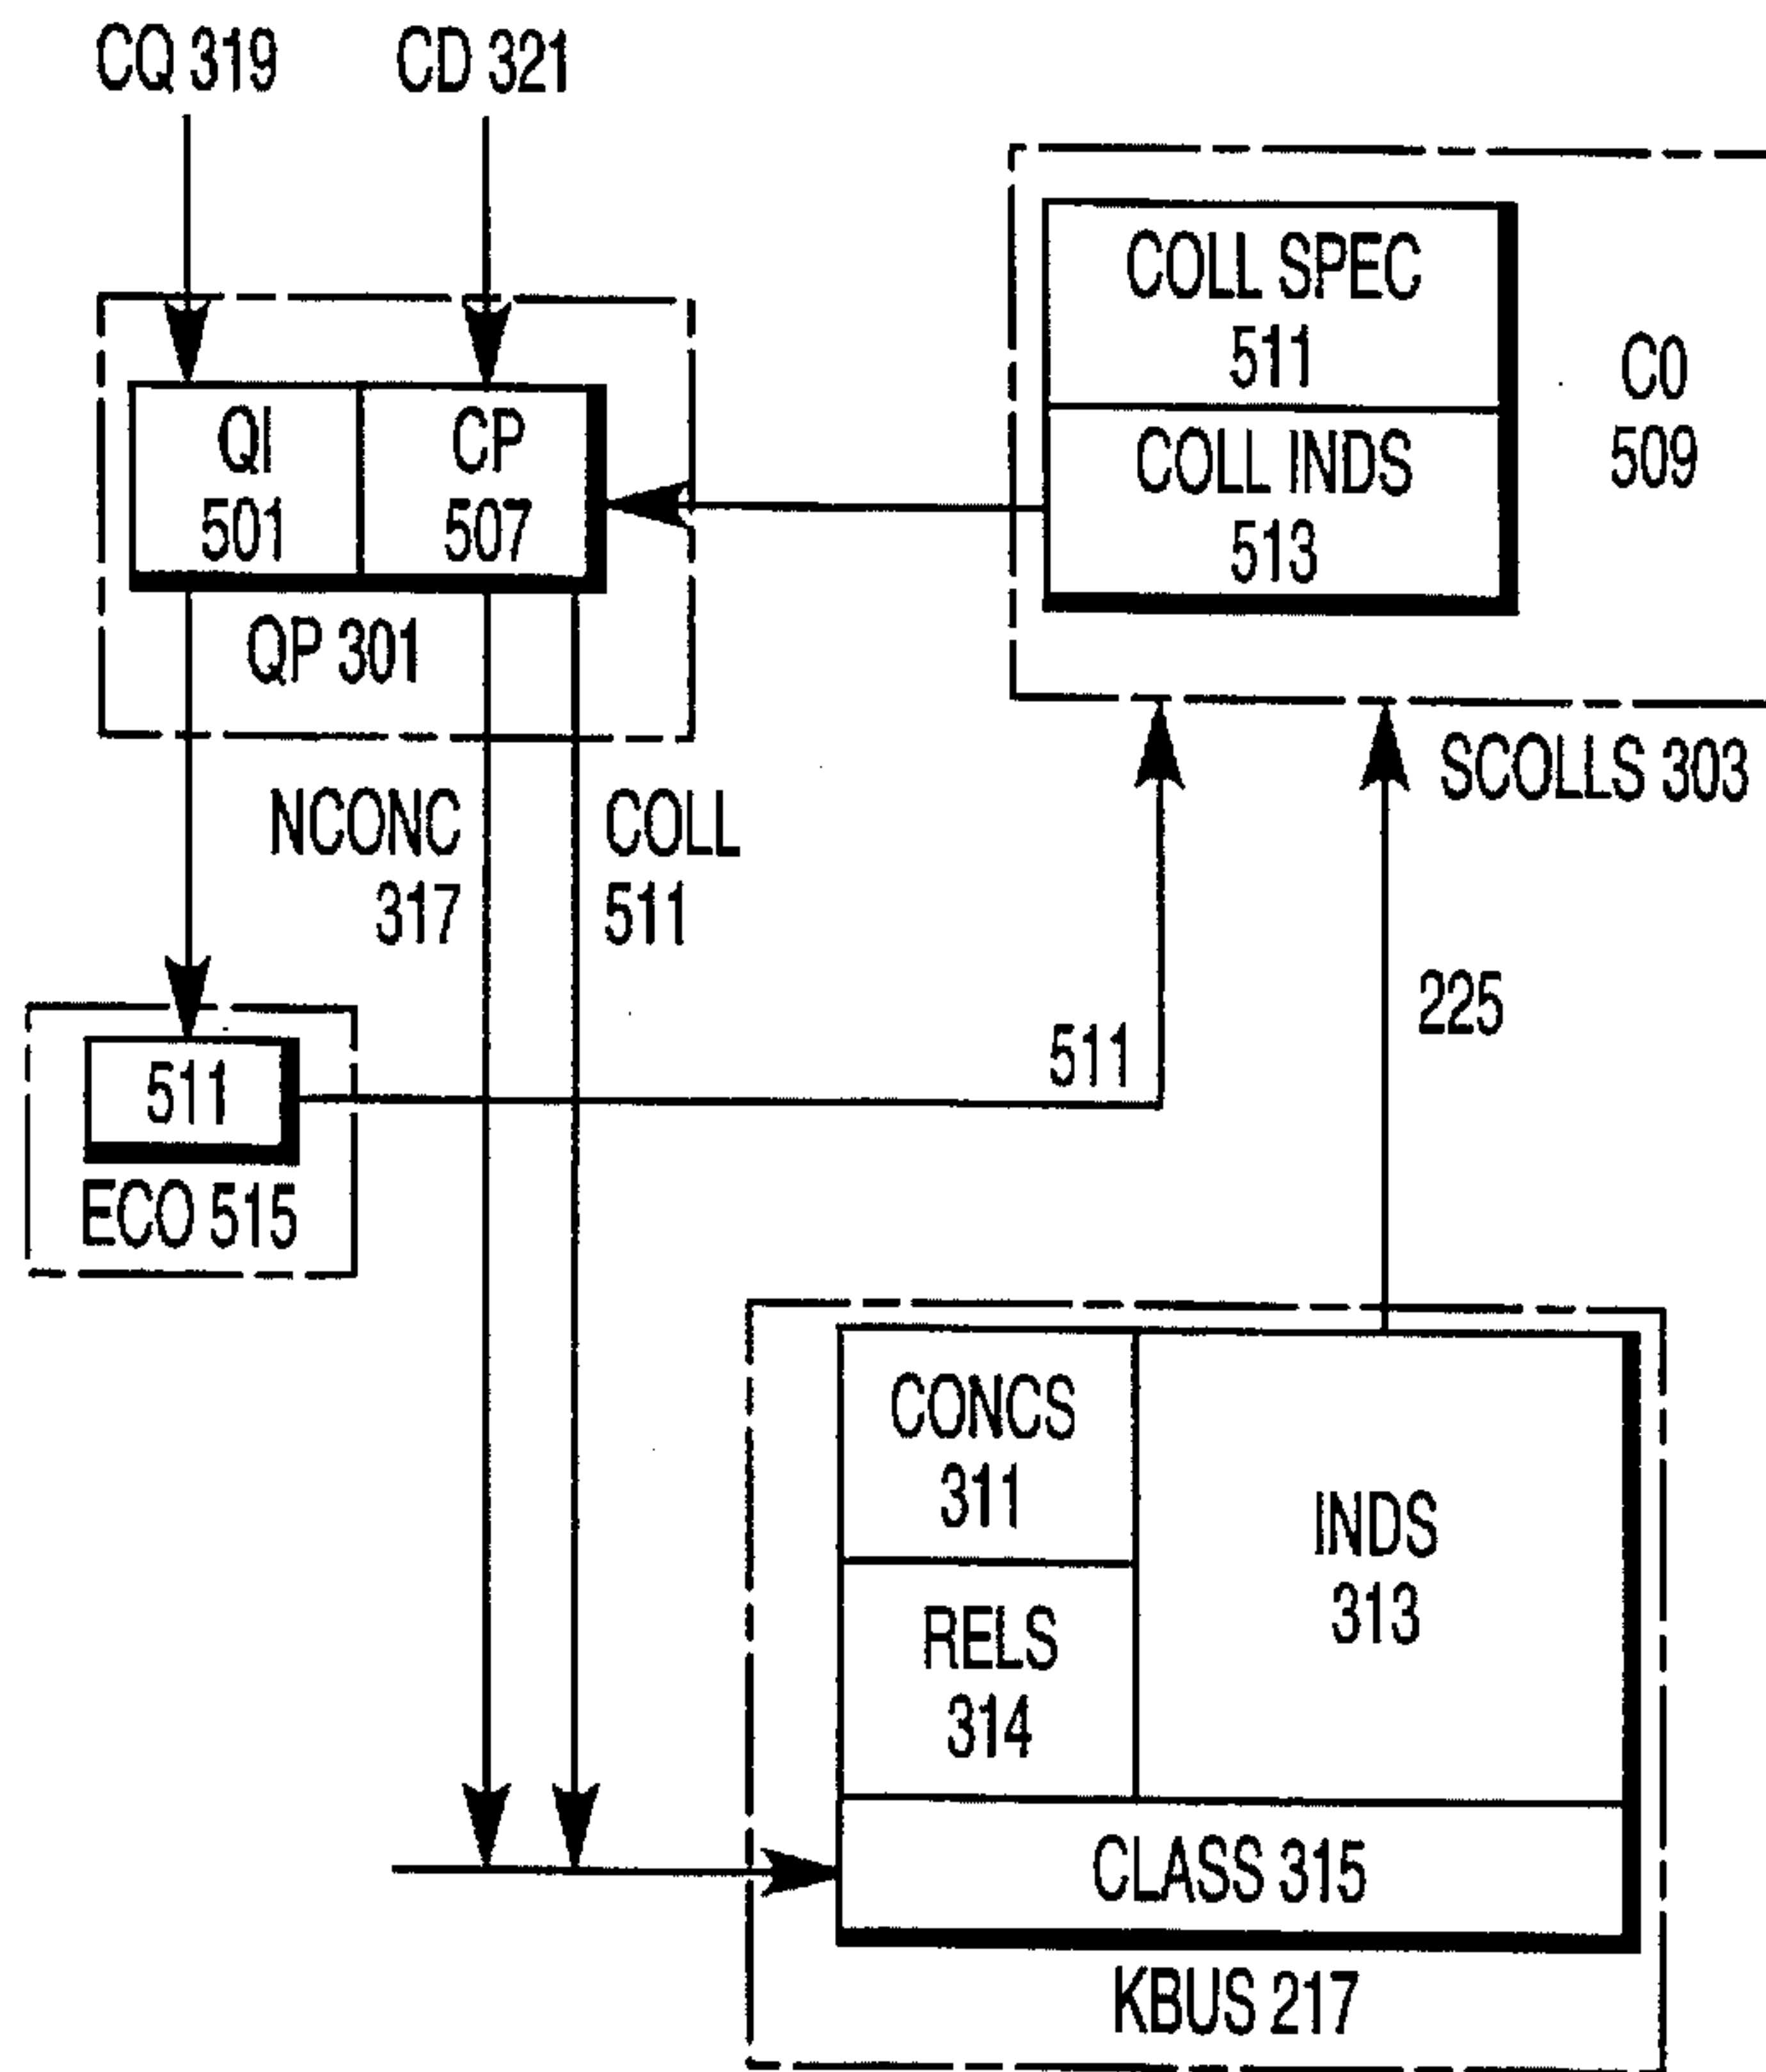 CQ 319
CD 321
COLL SPEC
511
COLL INDS
513
CO
509
QI
501
CP
507
QP 301
SCOLLS 303
NCONC
317
COLL
511
225
511
511
ECO 515
CONCS
311
INDS
313
RELS
314
CLASS 315
KBUS 217